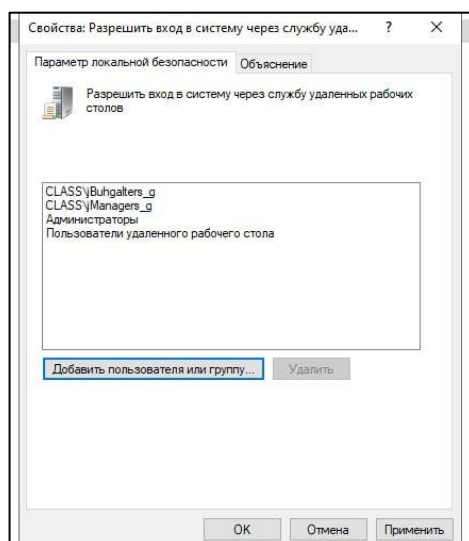 Свойства: Разрешить вход в систему через службу уда... ? ×
Параметр локальной безопасности Объяснение
Разрешить вход в систему через службу удаленных рабочих
столов
CLASS\jBuhgalters_g
CLASS\jManagers_g
Администраторы
Пользователи удаленного рабочего стола
Добавить пользователя или группу... Удалить
OK Отмена Применить